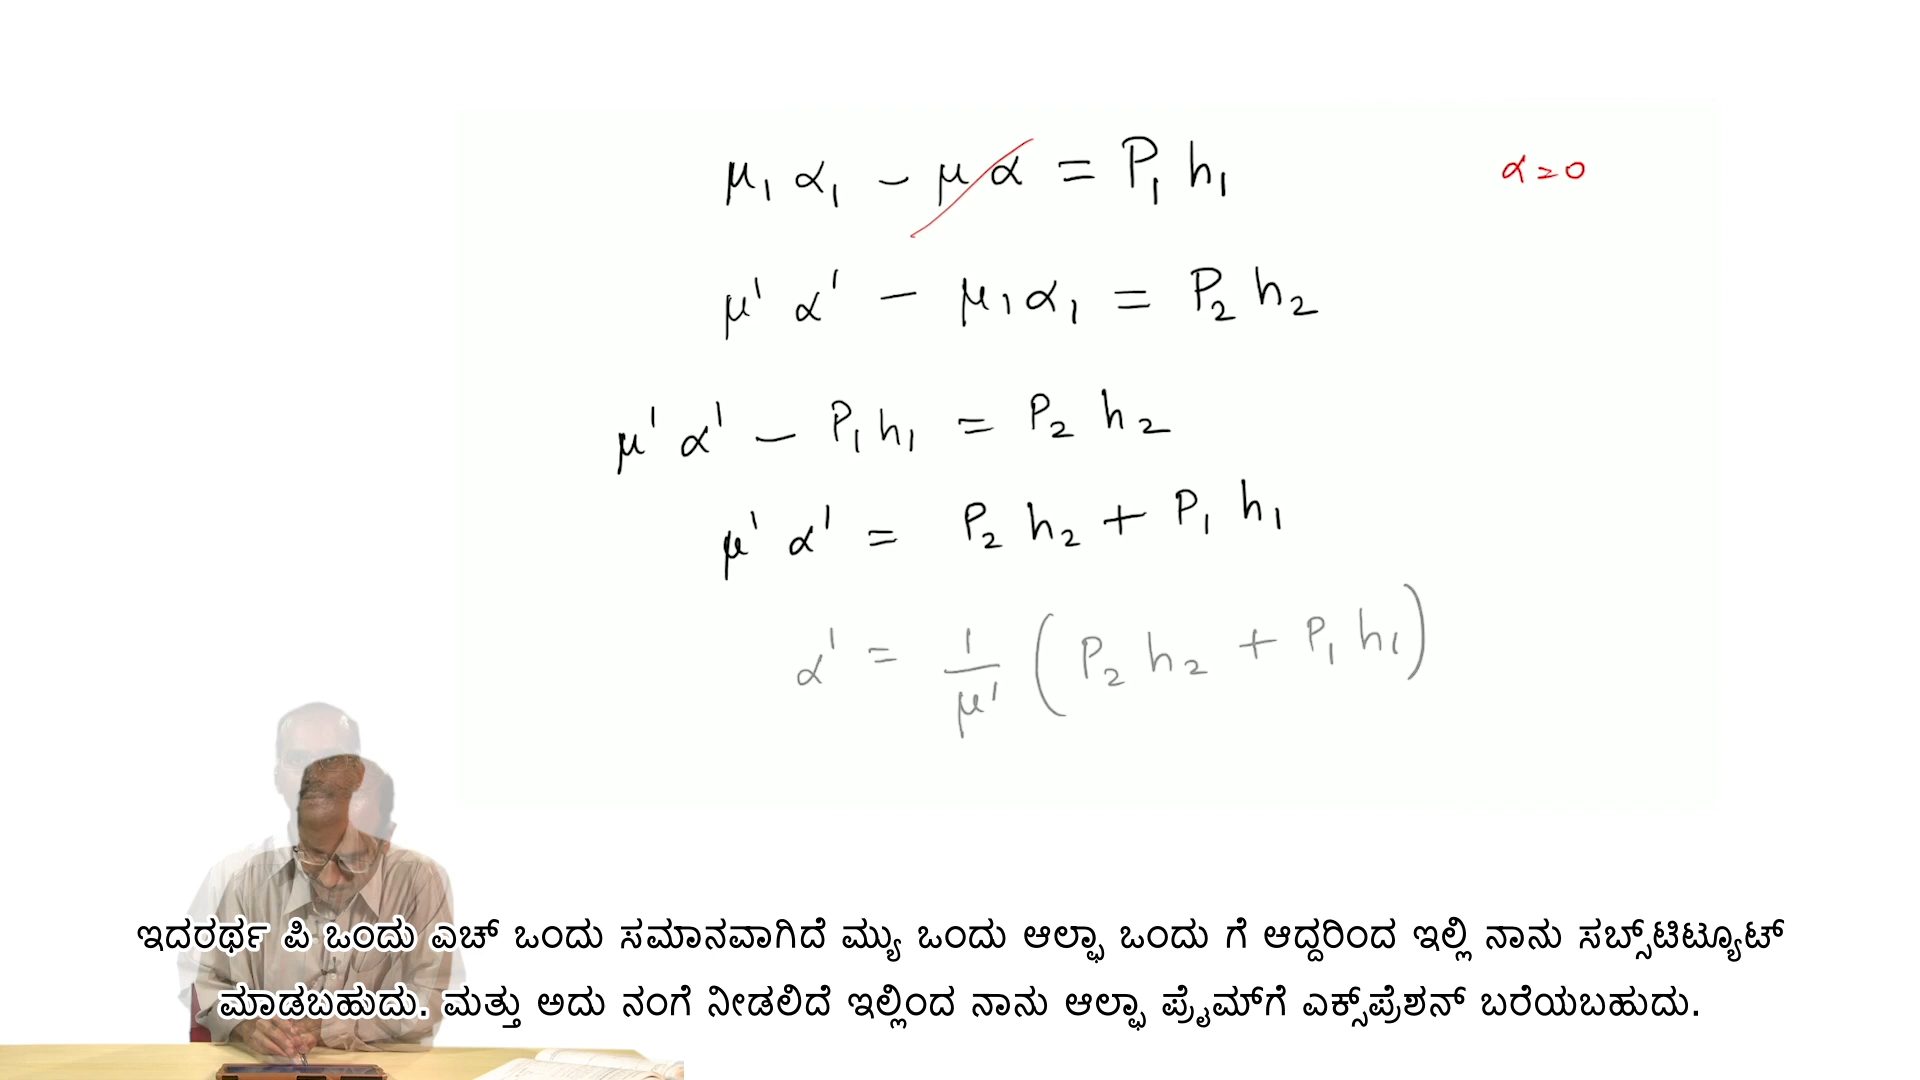 μ₁ α₁ − μ α = P₁ h₁ α = 0
μ' α' − μ₁ α₁ = P₂ h₂
μ' α' − P₁ h₁ = P₂ h₂
μ' α' = P₂ h₂ + P₁ h₁
α' = 1/μ' ( P₂ h₂ + P₁ h₁ )
ಇದರರ್ಥ ಪಿ ಒಂದು ಎಚ್ ಒಂದು ಸಮಾನವಾಗಿದೆ ಮ್ಯು ಒಂದು ಆಲ್ಫಾ ಒಂದು ಗೆ ಆದ್ದರಿಂದ ಇಲ್ಲಿ ನಾನು ಸಬ್ಸ್‌ಟಿಟ್ಯೂಟ್
ಮಾಡಬಹುದು. ಮತ್ತು ಅದು ನಂಗೆ ನೀಡಲಿದೆ ಇಲ್ಲಿಂದ ನಾನು ಆಲ್ಫಾ ಪ್ರೈಮ್‌ಗೆ ಎಕ್ಸ್‌ಪ್ರೆಶನ್ ಬರೆಯಬಹುದು.